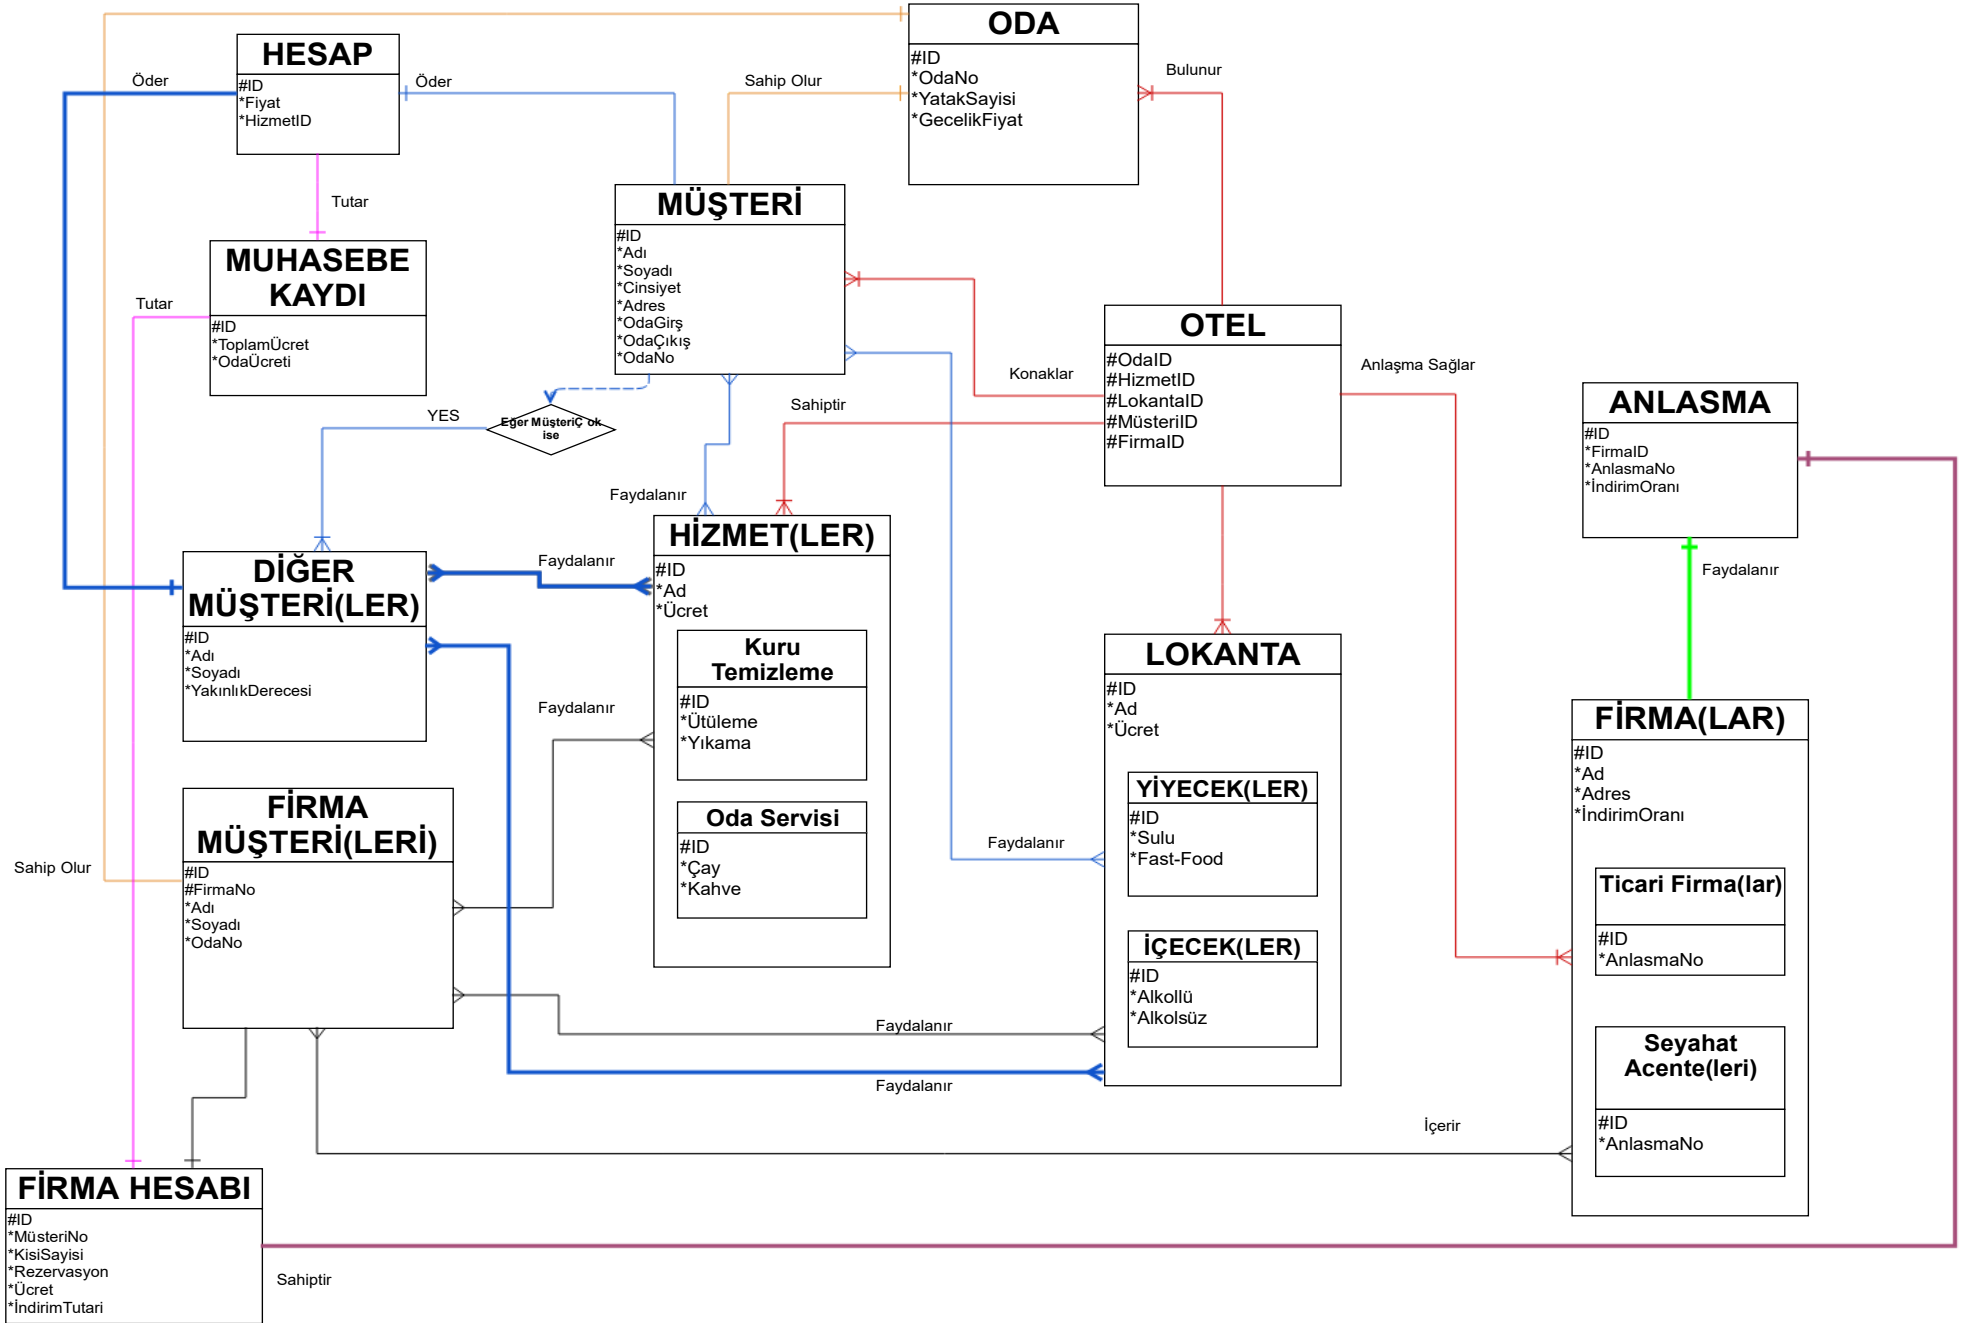 ODA
#ID
*OdaNo
*YatakSayisi
*GecelikFiyat
HESAP
#ID
*Fiyat
*HizmetID
Öder
Öder
Sahip Olur
Bulunur
Tutar
MÜŞTERİ
#ID
*Adı
*Soyadı
*Cinsiyet
*Adres
*OdaGirş
*OdaÇıkış
*OdaNo
MUHASEBE
KAYDI
#ID
*ToplamÜcret
*OdaÜcreti
Tutar
OTEL
#OdaID
#HizmetID
#LokantaID
#MüsteriID
#FirmaID
Konaklar
Sahiptir
Anlaşma Sağlar
ANLASMA
#ID
*FirmaID
*AnlasmaNo
*İndirimOranı
YES
Eğer MüşteriÇ ok
ise
Faydalanır
Faydalanır
Faydalanır
DİĞER
MÜŞTERİ(LER)
#ID
*Adı
*Soyadı
*YakınlıkDerecesi
HİZMET(LER)
#ID
*Ad
*Ücret
Kuru
Temizleme
#ID
*Ütüleme
*Yıkama
Oda Servisi
#ID
*Çay
*Kahve
LOKANTA
#ID
*Ad
*Ücret
YİYECEK(LER)
#ID
*Sulu
*Fast-Food
İÇECEK(LER)
#ID
*Alkollü
*Alkolsüz
FİRMA(LAR)
#ID
*Ad
*Adres
*İndirimOranı
Ticari Firma(lar)
#ID
*AnlasmaNo
Seyahat
Acente(leri)
#ID
*AnlasmaNo
Faydalanır
FİRMA
MÜŞTERİ(LERİ)
#ID
#FirmaNo
*Adı
*Soyadı
*OdaNo
Sahip Olur
Faydalanır
Faydalanır
Faydalanır
İçerir
FİRMA HESABI
#ID
*MüsteriNo
*KisiSayisi
*Rezervasyon
*Ücret
*İndirimTutari
Sahiptir